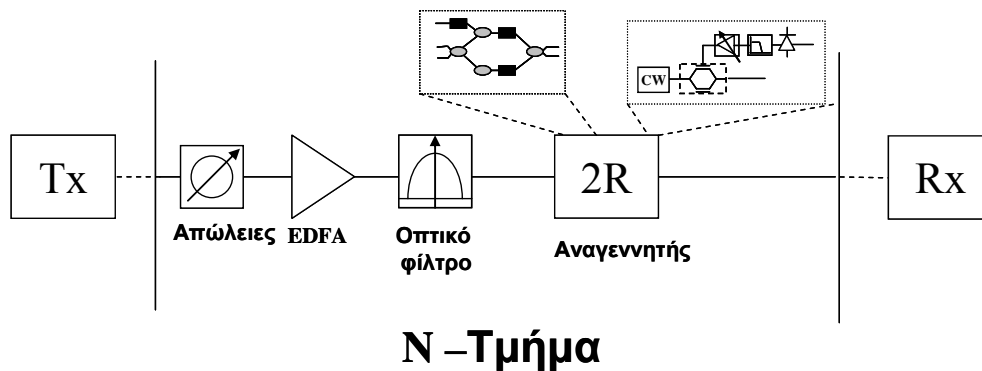 CW
Tx
2R
Rx
Απώλειες
EDFA
Οπτικό
φίλτρο
Αναγεννητής
N –Τμήμα